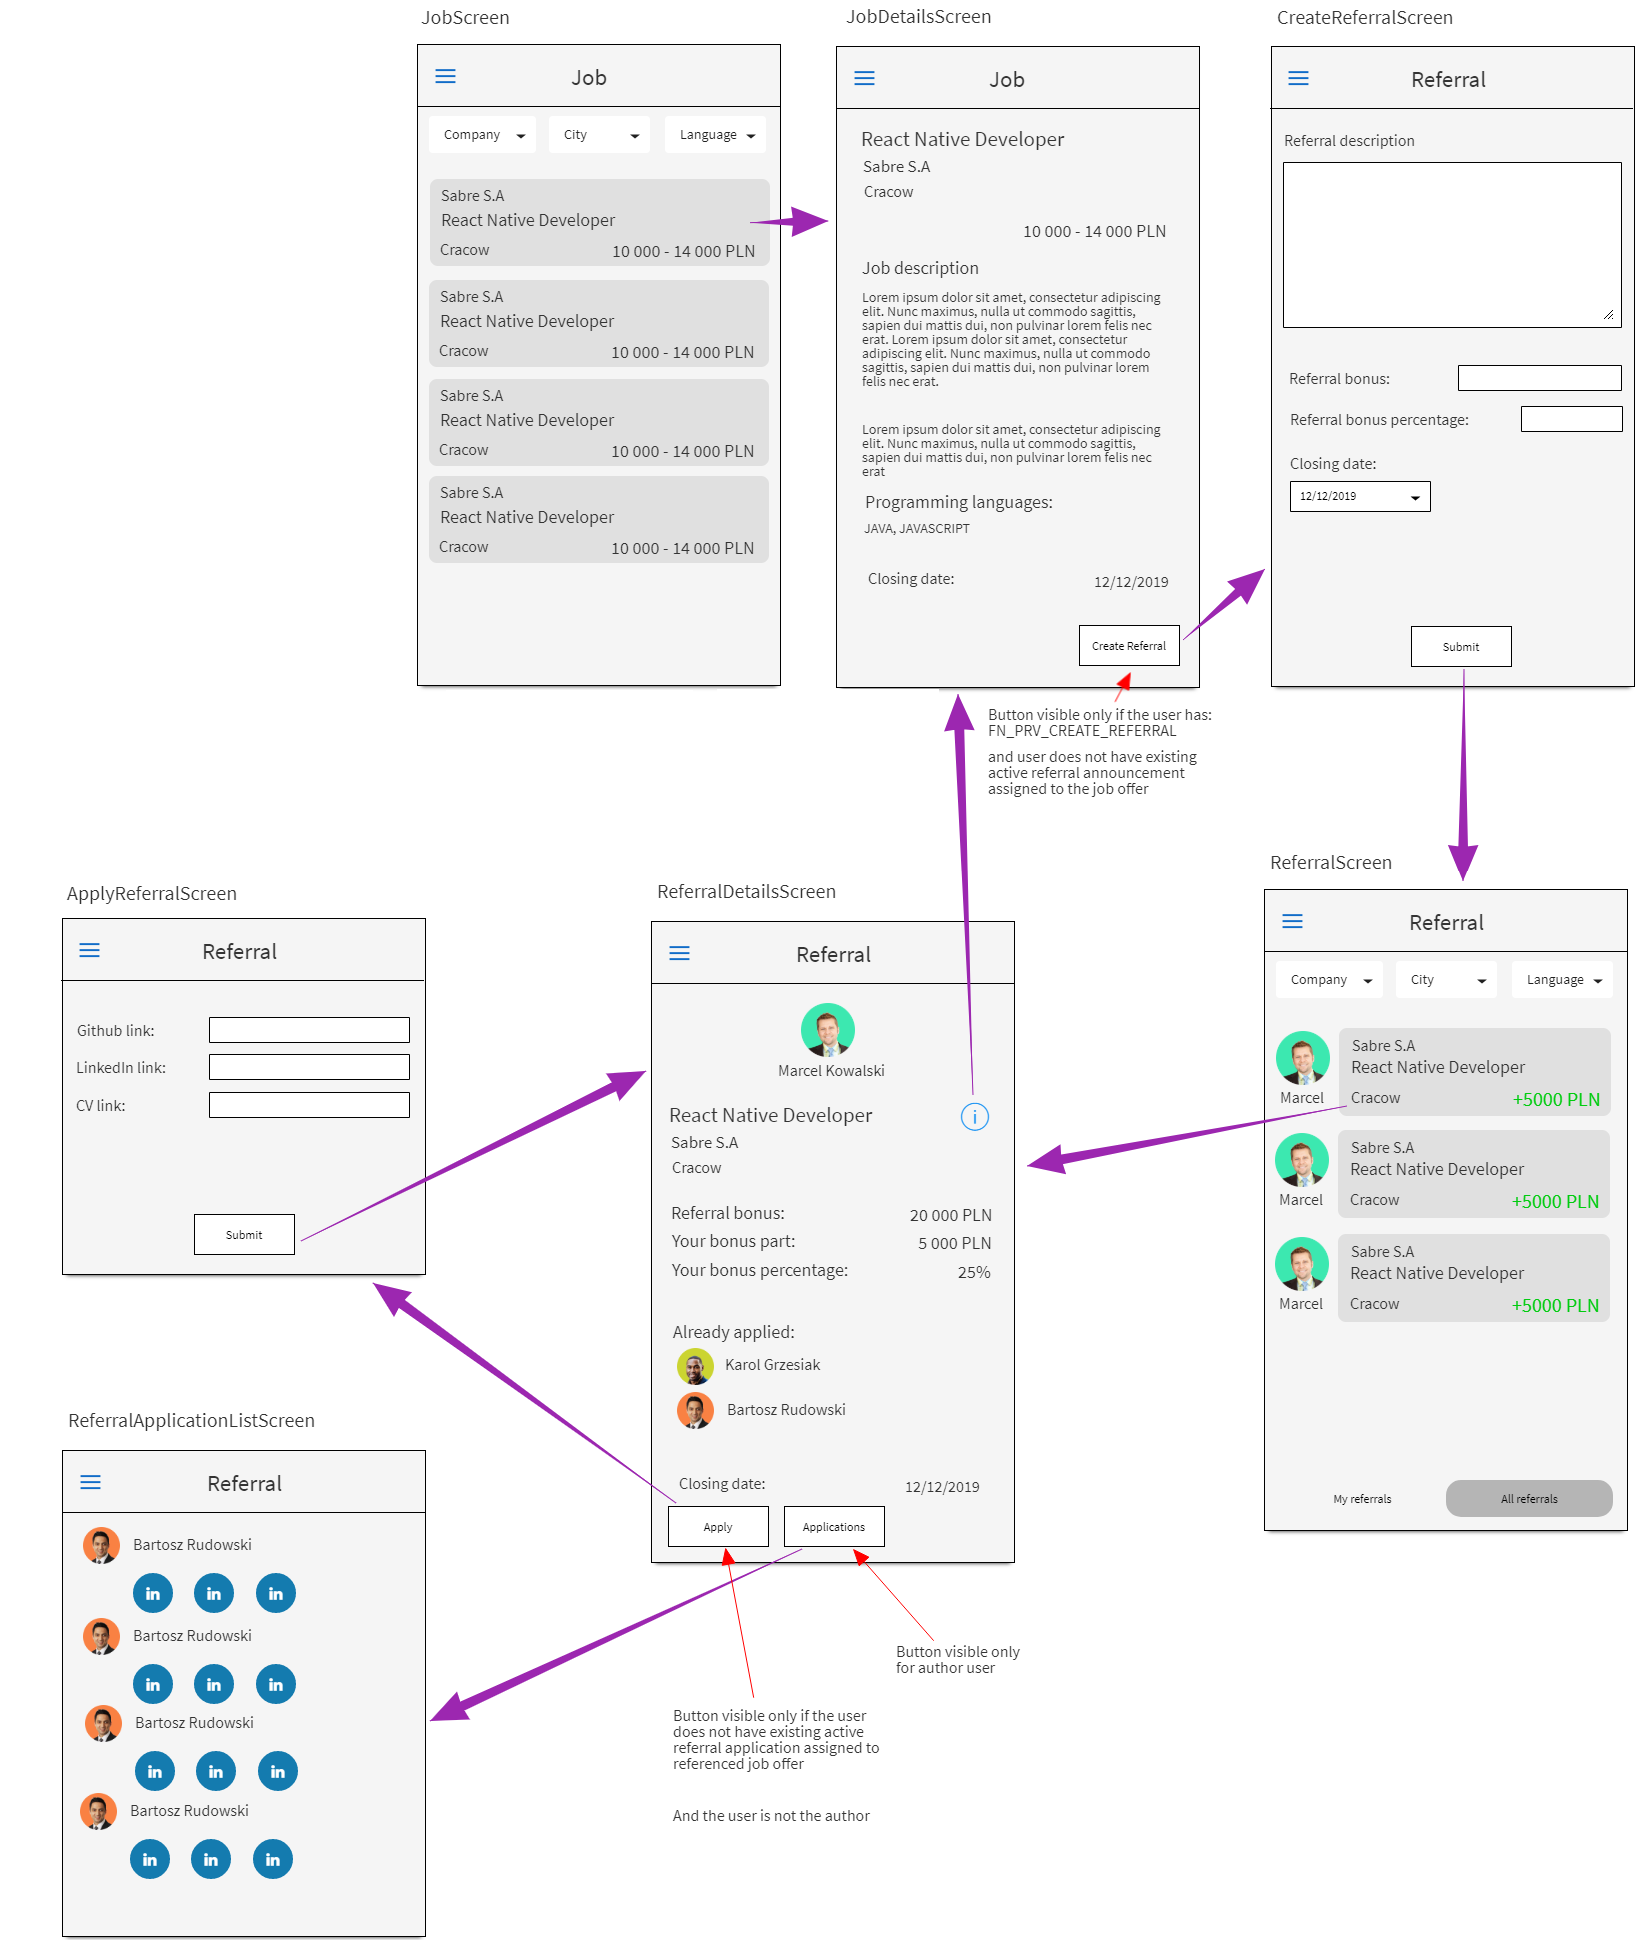 JobScreen
Job
Company
City
Language
Sabre S.A
React Native Developer
Cracow
10 000 - 14 000 PLN
Sabre S.A
React Native Developer
Cracow
10 000 - 14 000 PLN
Sabre S.A
React Native Developer
Cracow
10 000 - 14 000 PLN
Sabre S.A
React Native Developer
Cracow
10 000 - 14 000 PLN
JobDetailsScreen
Job
React Native Developer
Sabre S.A
Cracow
10 000 - 14 000 PLN
Job description
Lorem ipsum dolor sit amet, consectetur adipiscing
elit. Nunc maximus, nulla ut commodo sagittis,
sapien dui mattis dui, non pulvinar lorem felis nec
erat. Lorem ipsum dolor sit amet, consectetur
adipiscing elit. Nunc maximus, nulla ut commodo
sagittis, sapien dui mattis dui, non pulvinar lorem
felis nec erat.
Lorem ipsum dolor sit amet, consectetur adipiscing
elit. Nunc maximus, nulla ut commodo sagittis,
sapien dui mattis dui, non pulvinar lorem felis nec
erat
Programming languages:
JAVA, JAVASCRIPT
Closing date:
12/12/2019
Create Referral
Button visible only if the user has:
FN_PRV_CREATE_REFERRAL
and user does not have existing
active referral announcement
assigned to the job offer
CreateReferralScreen
Referral
Referral description
Referral bonus:
Referral bonus percentage:
Closing date:
12/12/2019
Submit
ApplyReferralScreen
Referral
Github link:
LinkedIn link:
CV link:
Submit
ReferralDetailsScreen
Referral
Marcel Kowalski
React Native Developer
i
Sabre S.A
Cracow
Referral bonus:
20 000 PLN
Your bonus part:
5 000 PLN
Your bonus percentage:
25%
Already applied:
Karol Grzesiak
Bartosz Rudowski
Closing date:
12/12/2019
Apply
Applications
Button visible only
for author user
Button visible only if the user
does not have existing active
referral application assigned to
referenced job offer
And the user is not the author
ReferralScreen
Referral
Company
City
Language
Marcel
Sabre S.A
React Native Developer
Cracow
+5000 PLN
Marcel
Sabre S.A
React Native Developer
Cracow
+5000 PLN
Marcel
Sabre S.A
React Native Developer
Cracow
+5000 PLN
My referrals
All referrals
ReferralApplicationListScreen
Referral
Bartosz Rudowski
in in in
Bartosz Rudowski
in in in
Bartosz Rudowski
in in in
Bartosz Rudowski
in in in